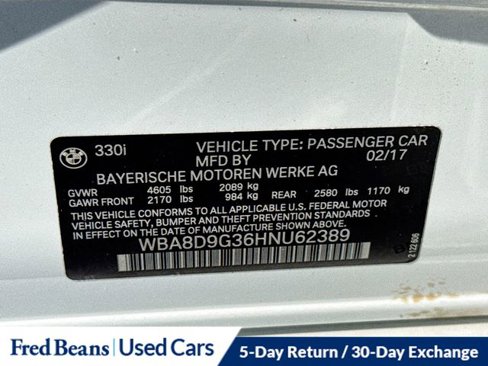 330i VEHICLE TYPE: PASSENGER CAR
MFD BY 02/17
BAYERISCHE MOTOREN WERKE AG
GVWR 4605 lbs 2089 kg
GAWR FRONT 2170 lbs 984 kg REAR 2580 lbs 1170 kg
THIS VEHICLE CONFORMS TO ALL APPLICABLE U.S. FEDERAL MOTOR
VEHICLE SAFETY, BUMPER AND THEFT PREVENTION STANDARDS IN
EFFECT ON THE DATE OF MANUFACTURE SHOWN ABOVE.
WBA8D9G36HNU62389
2 122 606
Fred Beans Used Cars 5-Day Return / 30-Day Exchange